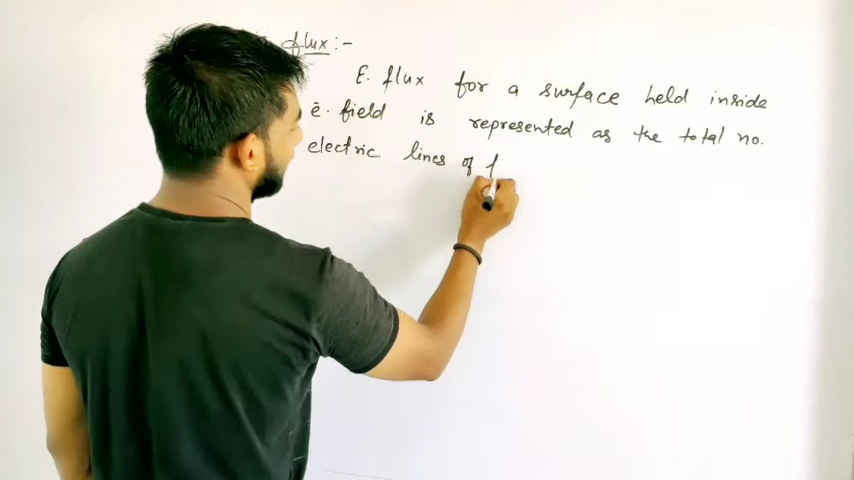 flux :-
E. flux for a surface held inside
ē. field is represented as the total no.
electric lines of f